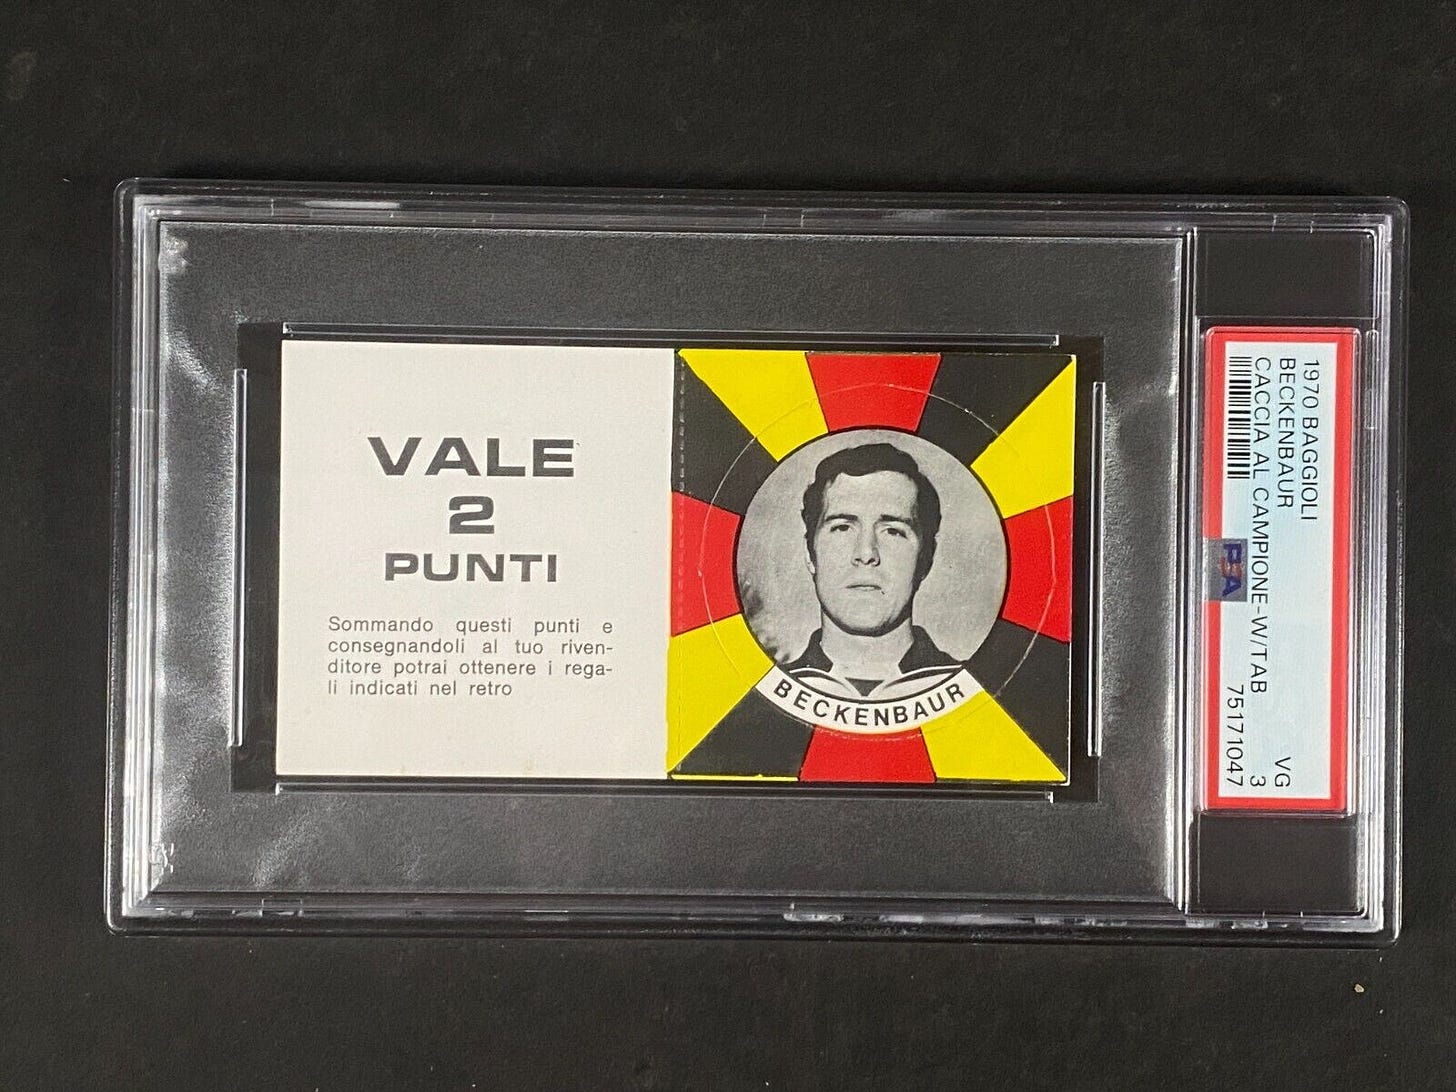 VALE
2
PUNTI
Sommando questi punti e
consegnandoli al tuo riven-
ditore potrai ottenere i rega-
li indicati nel retro
BECKENBAUR
1970 BAGGIOLI
BECKENBAUR VG
CACCIA AL CAMPIONE-W/TAB 3
PSA 75171047